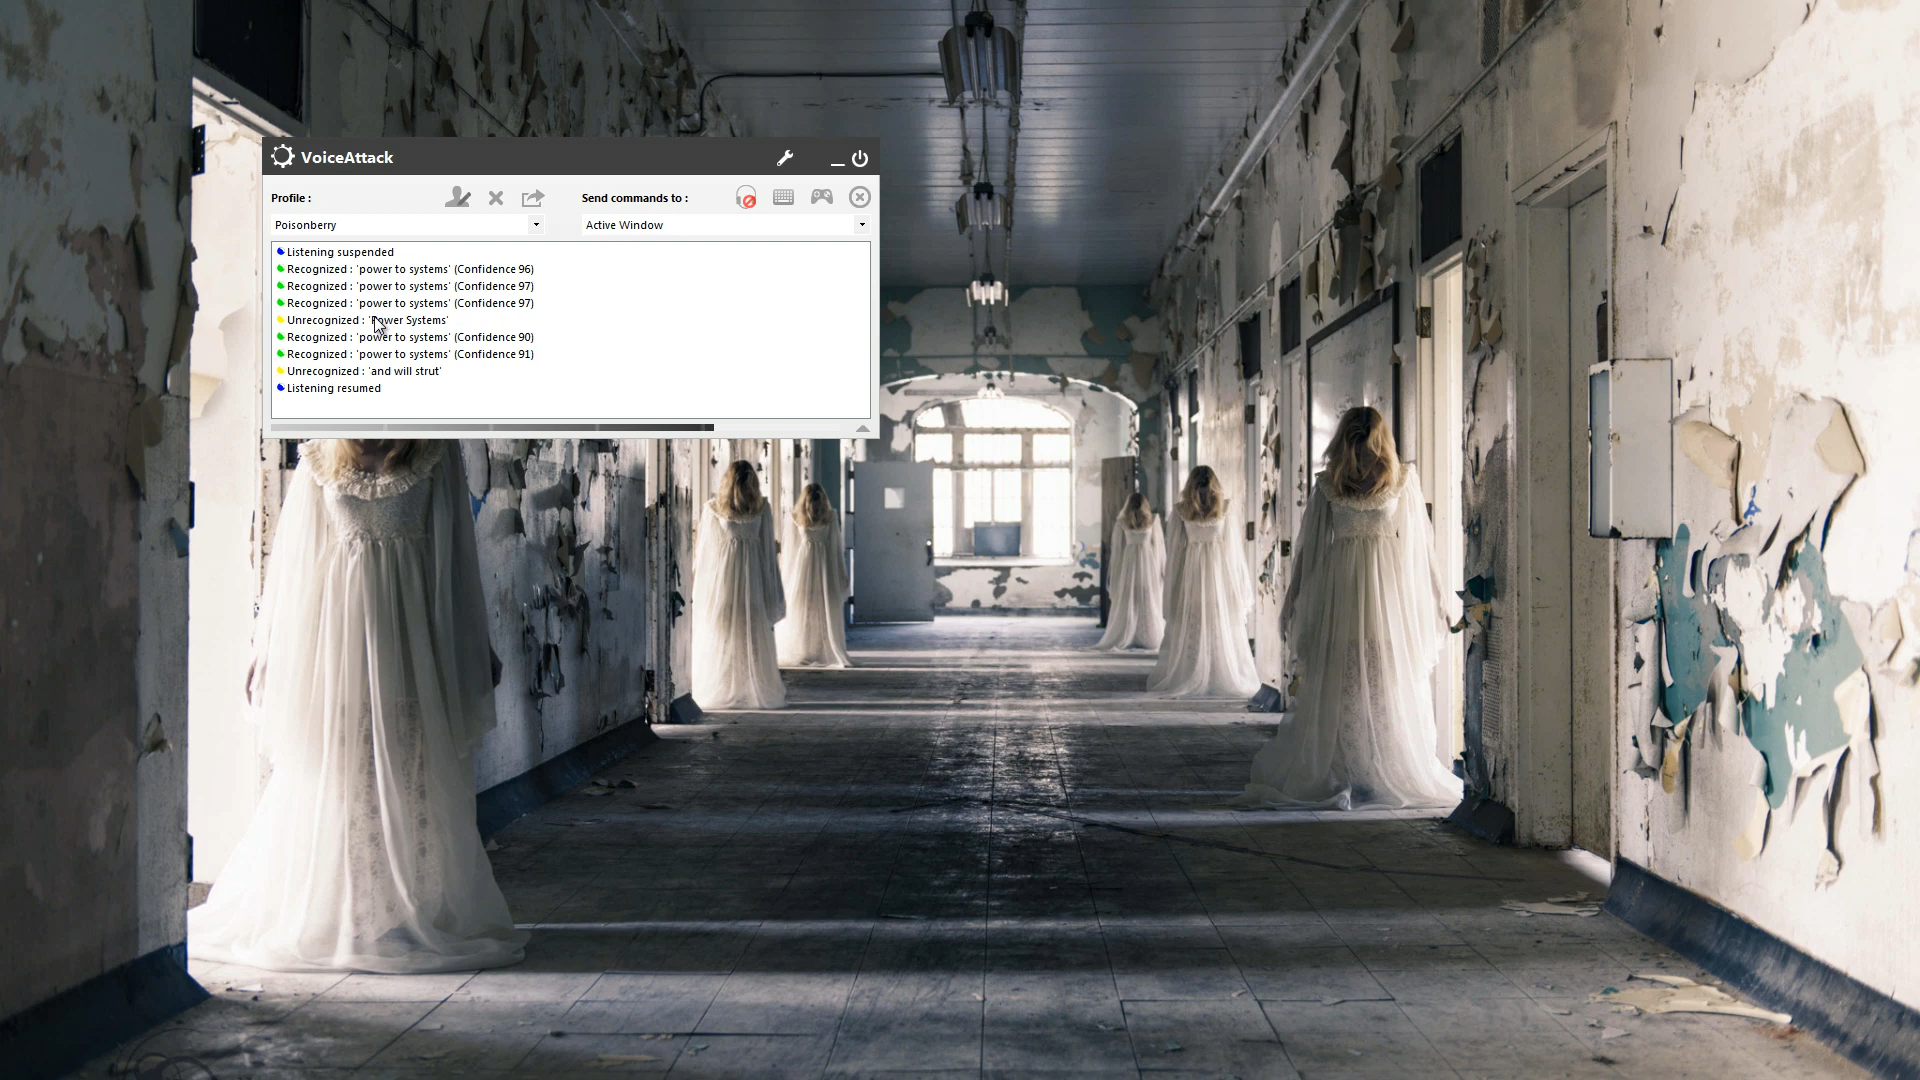 VoiceAttack
Profile :
Send commands to :
Poisonberry
Active Window
Listening suspended
Recognized : 'power to systems' (Confidence 96)
Recognized : 'power to systems' (Confidence 97)
Recognized : 'power to systems' (Confidence 97)
Unrecognized : 'Power Systems'
Recognized : 'power to systems' (Confidence 90)
Recognized : 'power to systems' (Confidence 91)
Unrecognized : 'and will strut'
Listening resumed